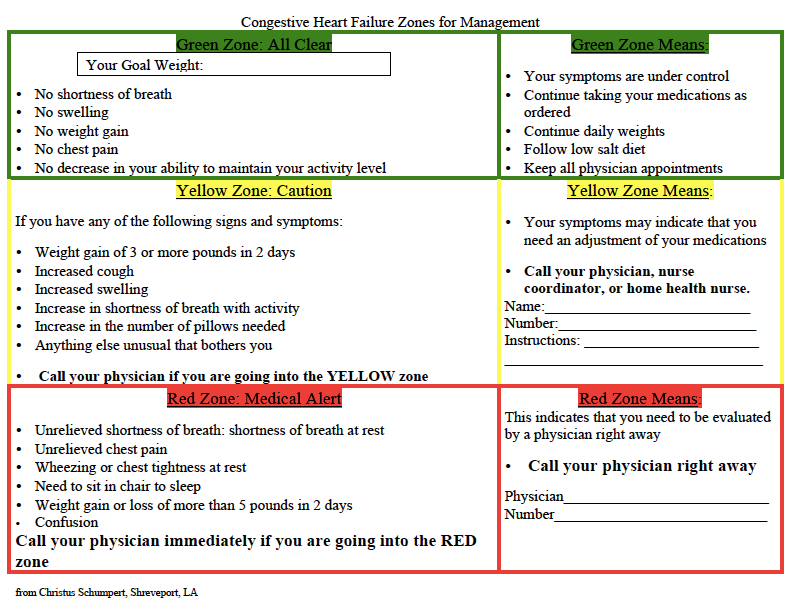 Congestive Heart Failure Zones for Management
Green Zone: All Clear
Your Goal Weight:
• No shortness of breath
• No swelling
• No weight gain
• No chest pain
• No decrease in your ability to maintain your activity level
Green Zone Means:
• Your symptoms are under control
• Continue taking your medications as
ordered
• Continue daily weights
• Follow low salt diet
• Keep all physician appointments
Yellow Zone: Caution
If you have any of the following signs and symptoms:
• Weight gain of 3 or more pounds in 2 days
• Increased cough
• Increased swelling
• Increase in shortness of breath with activity
• Increase in the number of pillows needed
• Anything else unusual that bothers you
• Call your physician if you are going into the YELLOW zone
Yellow Zone Means:
• Your symptoms may indicate that you
need an adjustment of your medications
• Call your physician, nurse
coordinator, or home health nurse.
Name:___________________________
Number:__________________________
Instructions: _______________________
__________________________________
Red Zone: Medical Alert
• Unrelieved shortness of breath: shortness of breath at rest
• Unrelieved chest pain
• Wheezing or chest tightness at rest
• Need to sit in chair to sleep
• Weight gain or loss of more than 5 pounds in 2 days
• Confusion
Call your physician immediately if you are going into the RED
zone
Red Zone Means:
This indicates that you need to be evaluated
by a physician right away
• Call your physician right away
Physician___________________________
Number____________________________
from Christus Schumpert, Shreveport, LA